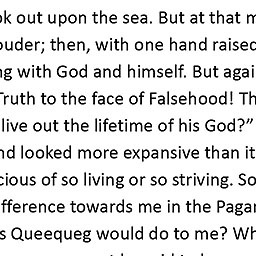 ok out upon the sea. But at that m
ouder; then, with one hand raised
ng with God and himself. But agai
Truth to the face of Falsehood! Th
live out the lifetime of his God?”
nd looked more expansive than it
cious of so living or so striving. So
fference towards me in the Pagan
s Queequeg would do to me? Wh